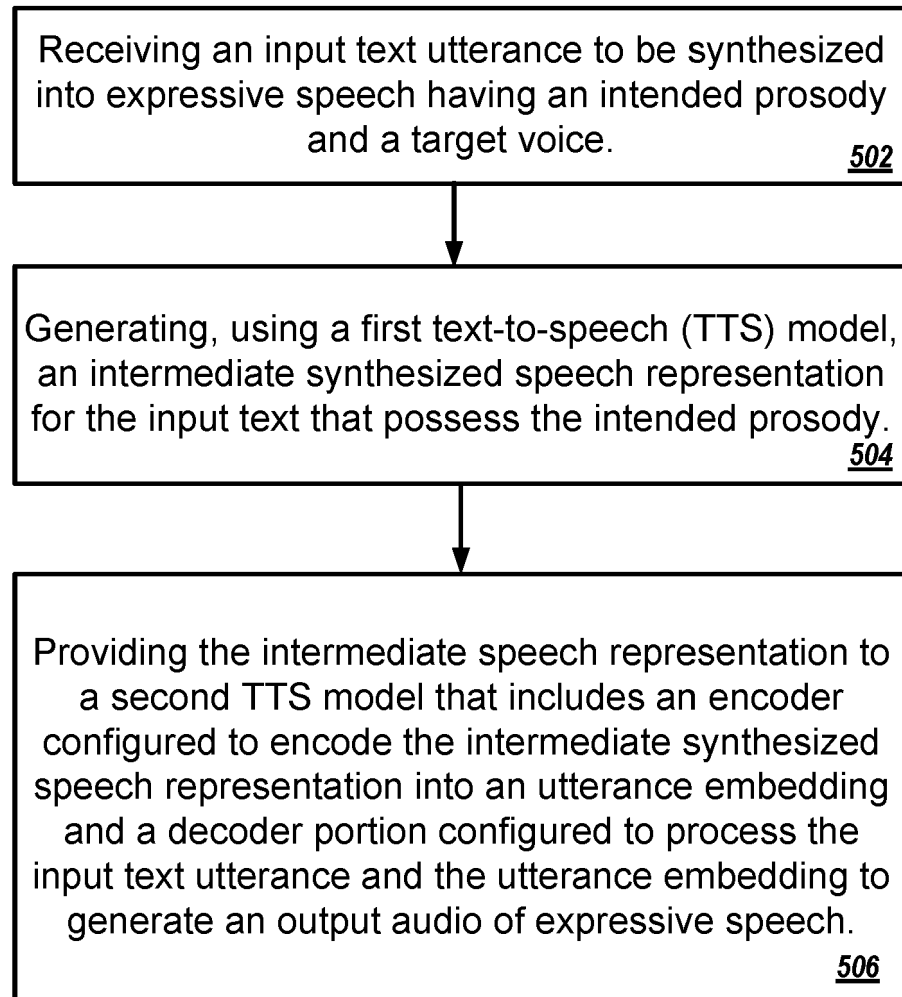 Receiving an input text utterance to be synthesized
into expressive speech having an intended prosody
and a target voice.
502
Generating, using a first text-to-speech (TTS) model,
an intermediate synthesized speech representation
for the input text that possess the intended prosody.
504
Providing the intermediate speech representation to
a second TTS model that includes an encoder
configured to encode the intermediate synthesized
speech representation into an utterance embedding
and a decoder portion configured to process the
input text utterance and the utterance embedding to
generate an output audio of expressive speech.
506